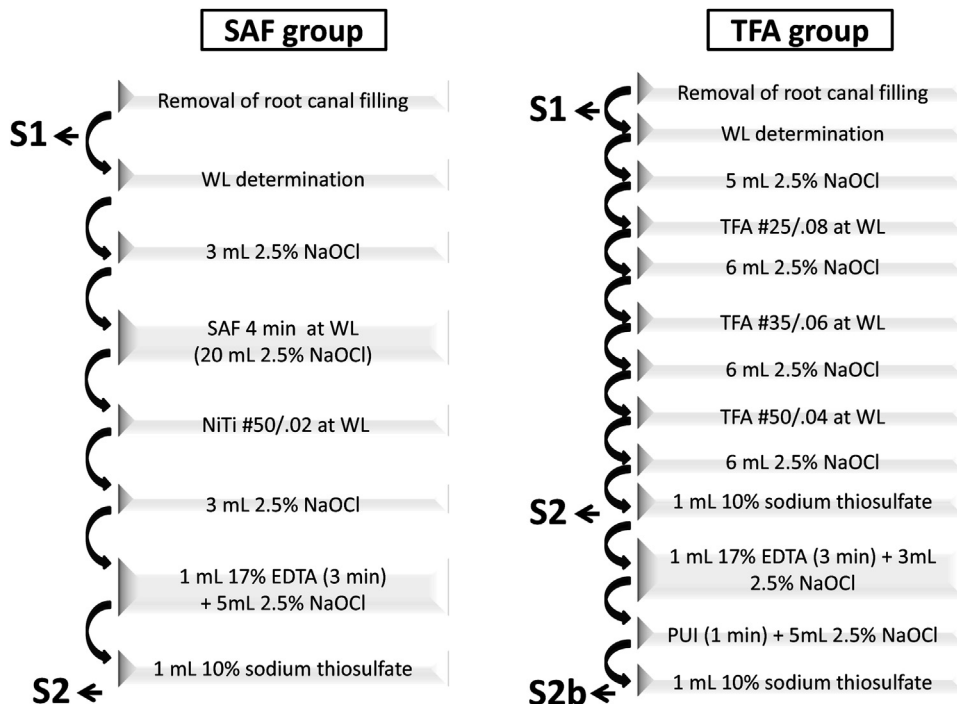 SAF group
Removal of root canal filling
S1
WL determination
3 mL 2.5% NaOCl
SAF 4 min at WL
(20 mL 2.5% NaOCl)
NiTi #50/.02 at WL
3 mL 2.5% NaOCl
1 mL 17% EDTA (3 min)
+ 5mL 2.5% NaOCl
1 mL 10% sodium thiosulfate
S2
TFA group
Removal of root canal filling
S1
WL determination
5 mL 2.5% NaOCl
TFA #25/.08 at WL
6 mL 2.5% NaOCl
TFA #35/.06 at WL
6 mL 2.5% NaOCl
TFA #50/.04 at WL
6 mL 2.5% NaOCl
1 mL 10% sodium thiosulfate
S2
1 mL 17% EDTA (3 min) + 3mL
2.5% NaOCl
PUI (1 min) + 5mL 2.5% NaOCl
1 mL 10% sodium thiosulfate
S2b